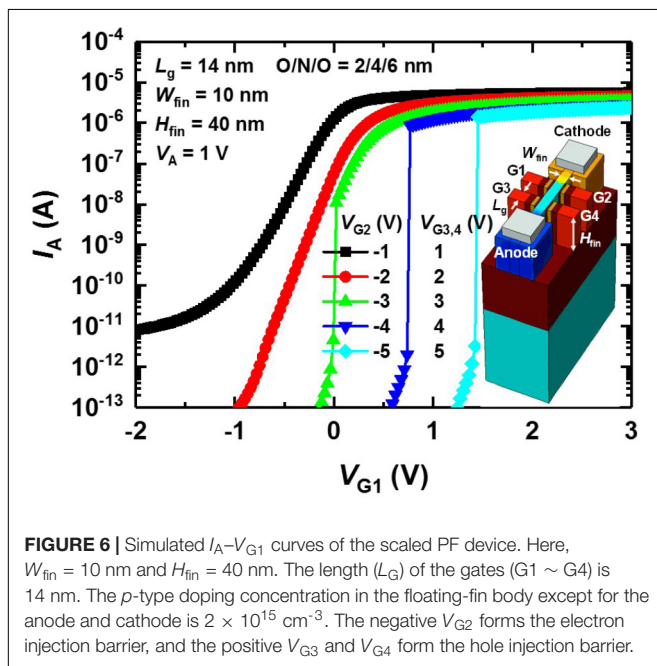 10⁻⁴
10⁻⁵
10⁻⁶
10⁻⁷
10⁻⁸
10⁻⁹
10⁻¹⁰
10⁻¹¹
10⁻¹²
10⁻¹³
I_A (A)
L_g = 14 nm O/N/O = 2/4/6 nm
W_fin = 10 nm
H_fin = 40 nm
V_A = 1 V
V_G2 (V) V_G3,4 (V)
-1 1
-2 2
-3 3
-4 4
-5 5
Cathode
W_fin
G1
G3
G2
L_g
G4
H_fin
Anode
-2 -1 0 1 2 3
V_G1 (V)
FIGURE 6 | Simulated I_A–V_G1 curves of the scaled PF device. Here,
W_fin = 10 nm and H_fin = 40 nm. The length (L_G) of the gates (G1 ∼ G4) is
14 nm. The p-type doping concentration in the floating-fin body except for the
anode and cathode is 2 × 10¹⁵ cm⁻³. The negative V_G2 forms the electron
injection barrier, and the positive V_G3 and V_G4 form the hole injection barrier.